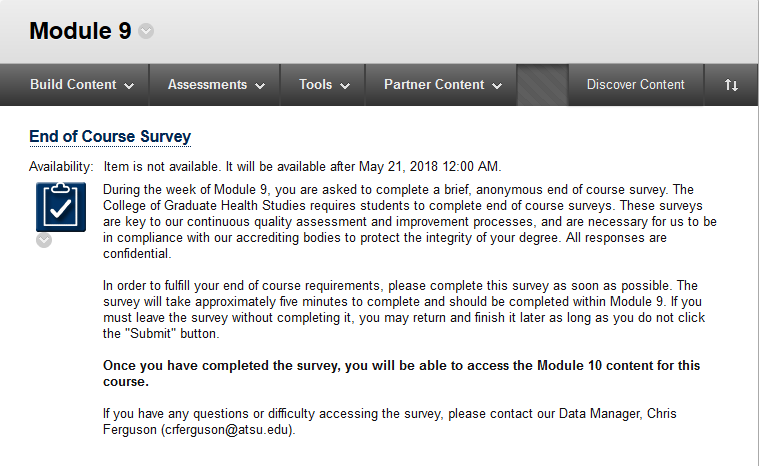 Module 9
Build Content
Assessments
Tools
Partner Content
Discover Content
End of Course Survey
Availability: Item is not available. It will be available after May 21, 2018 12:00 AM.
During the week of Module 9, you are asked to complete a brief, anonymous end of course survey. The
College of Graduate Health Studies requires students to complete end of course surveys. These surveys
are key to our continuous quality assessment and improvement processes, and are necessary for us to be
in compliance with our accrediting bodies to protect the integrity of your degree. All responses are
confidential.
In order to fulfill your end of course requirements, please complete this survey as soon as possible. The
survey will take approximately five minutes to complete and should be completed within Module 9. If you
must leave the survey without completing it, you may return and finish it later as long as you do not click
the "Submit" button.
Once you have completed the survey, you will be able to access the Module 10 content for this
course.
If you have any questions or difficulty accessing the survey, please contact our Data Manager, Chris
Ferguson (crferguson@atsu.edu).